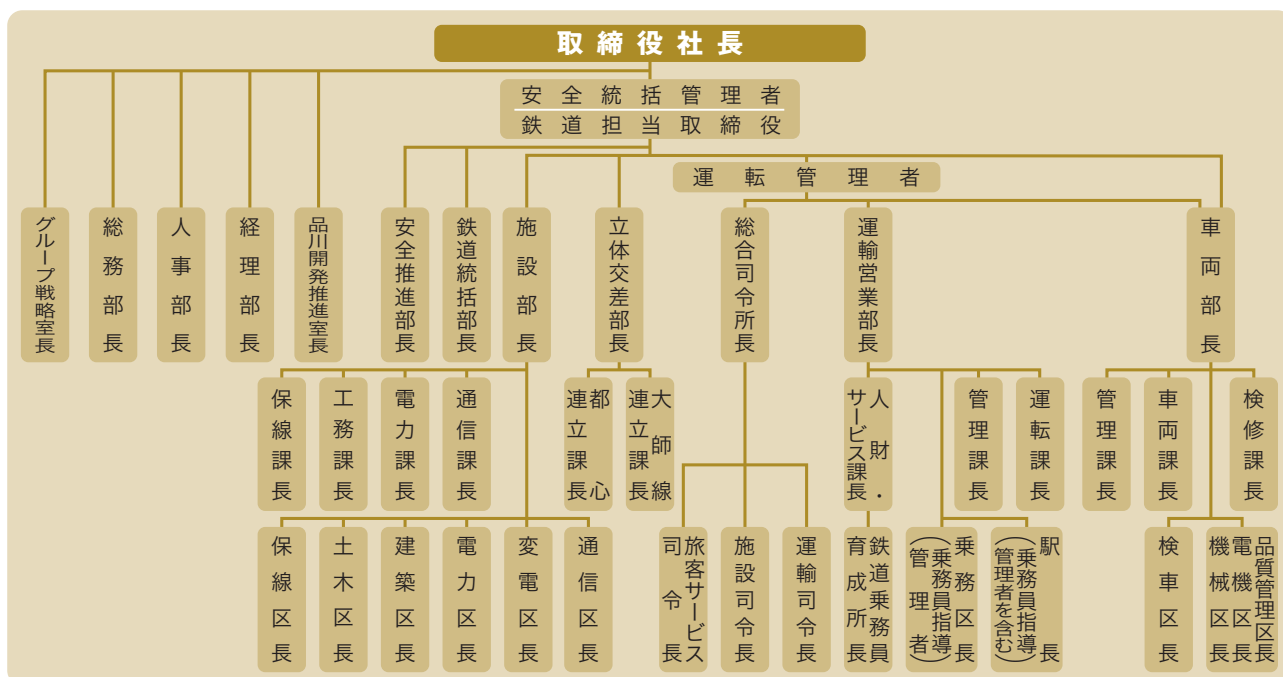 取締役社長
安全統括管理者
鉄道担当取締役
運転管理者
グループ戦略室長
総務部長
人事部長
経理部長
品川開発推進室長
安全推進部長
鉄道統括部長
施設部長
立体交差部長
総合司令所長
運輸営業部長
車両部長
保線課長
工務課長
電力課長
通信課長
都心
連立課長
大師線
連立課長
人財・
サービス課長
管理課長
運転課長
管理課長
車両課長
検修課長
保線区長
土木区長
建築区長
電力区長
変電区長
通信区長
旅客サービス
司令長
施設司令長
運輸司令長
鉄道乗務員
育成所長
乗務区長
(乗務員指導
管理者)
駅長
(乗務員指導
管理者を含む)
検車区長
品質管理区長
電機区長
機械区長